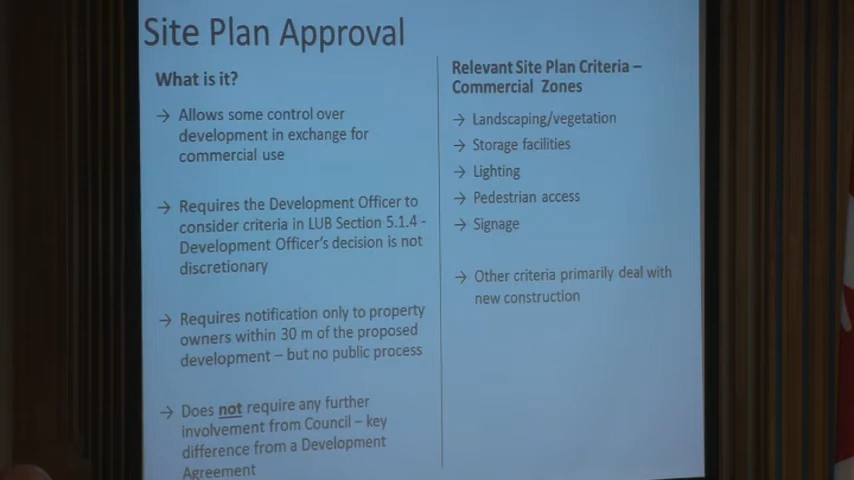 Site Plan Approval
What is it?
→ Allows some control over
development in exchange for
commercial use
→ Requires the Development Officer to
consider criteria in LUB Section 5.1.4 -
Development Officer's decision is not
discretionary
→ Requires notification only to property
owners within 30 m of the proposed
development – but no public process
→ Does not require any further
involvement from Council – key
difference from a Development
Agreement
Relevant Site Plan Criteria –
Commercial Zones
→ Landscaping/vegetation
→ Storage facilities
→ Lighting
→ Pedestrian access
→ Signage
→ Other criteria primarily deal with
new construction